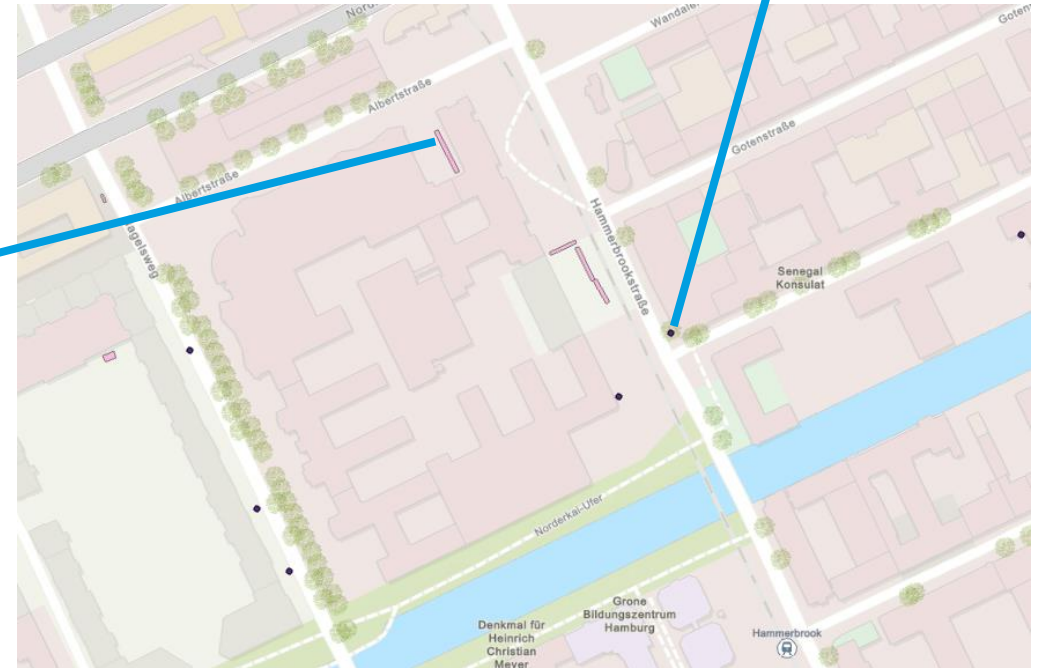 Albertstraße
Albertstraße
Gotenstraße
Hammerbrookstraße
Senegal
Konsulat
Norderkai-Ufer
Grone
Bildungszentrum
Hamburg
Denkmal für
Heinrich
Christian
Meyer
Hammerbrook